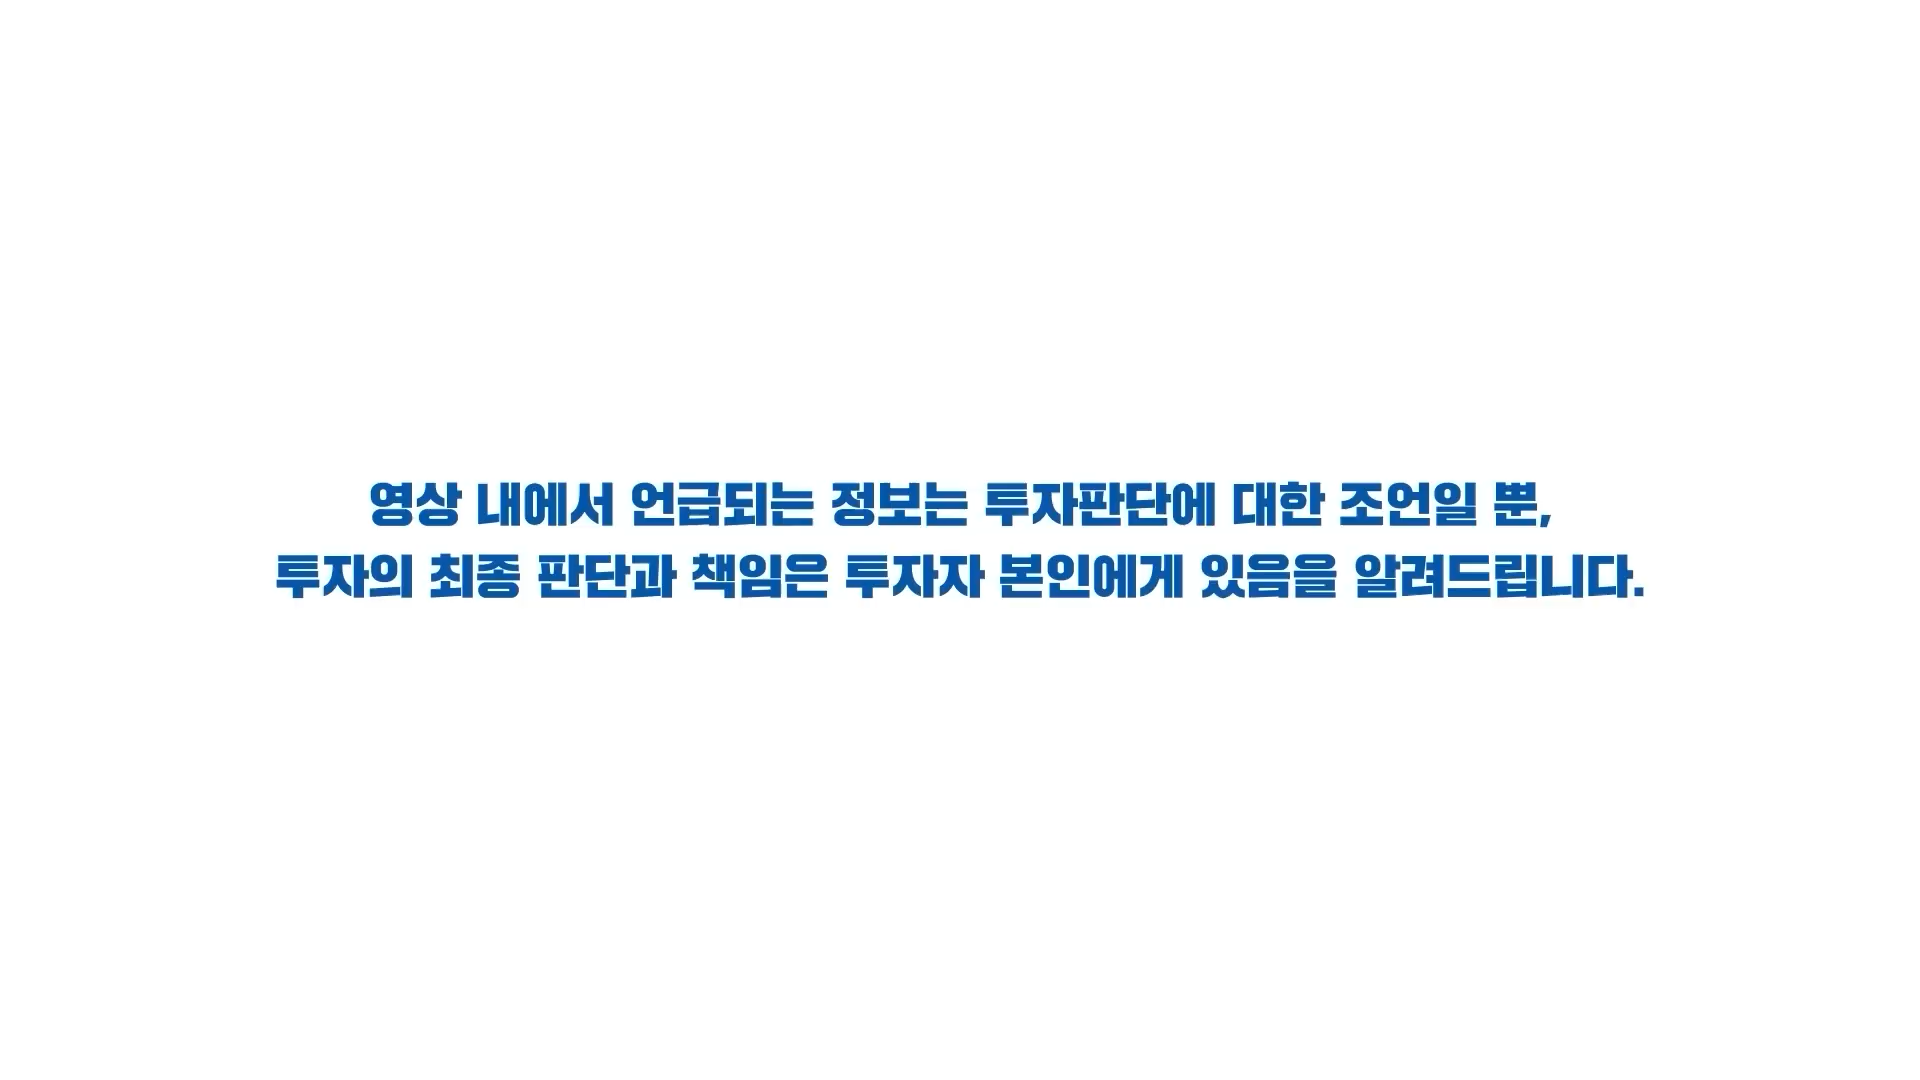 영상 내에서 언급되는 정보는 투자판단에 대한 조언일 뿐,
투자의 최종 판단과 책임은 투자자 본인에게 있음을 알려드립니다.